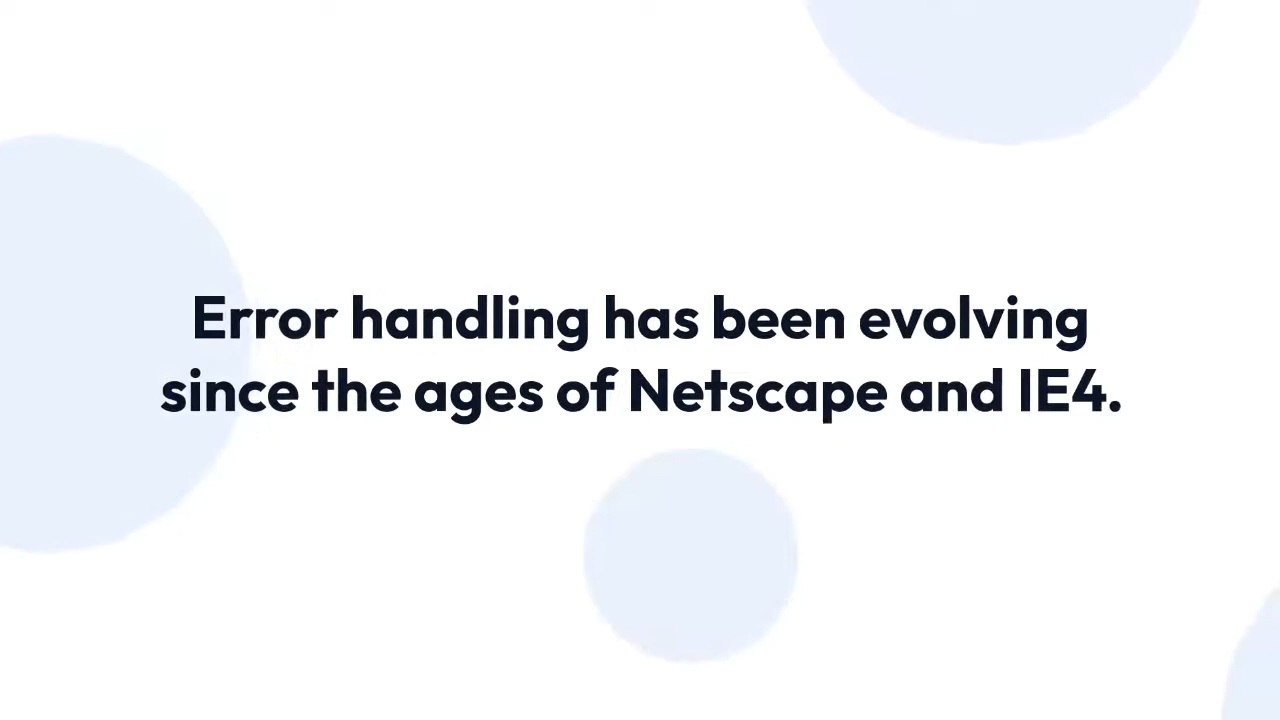 Error handling has been evolving
since the ages of Netscape and IE4.